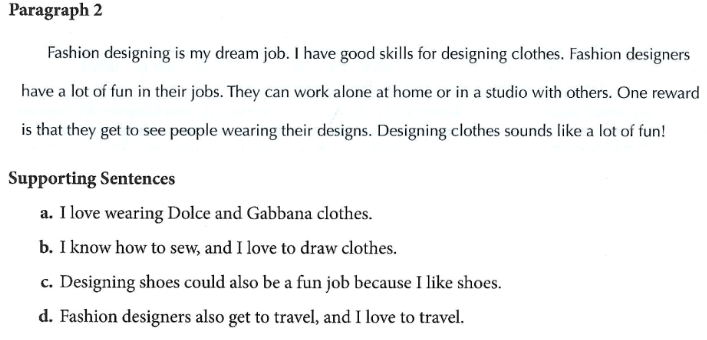 Paragraph 2
Fashion designing is my dream job. I have good skills for designing clothes. Fashion designers
have a lot of fun in their jobs. They can work alone at home or in a studio with others. One reward
is that they get to see people wearing their designs. Designing clothes sounds like a lot of fun!
Supporting Sentences
a. I love wearing Dolce and Gabbana clothes.
b. I know how to sew, and I love to draw clothes.
c. Designing shoes could also be a fun job because I like shoes.
d. Fashion designers also get to travel, and I love to travel.